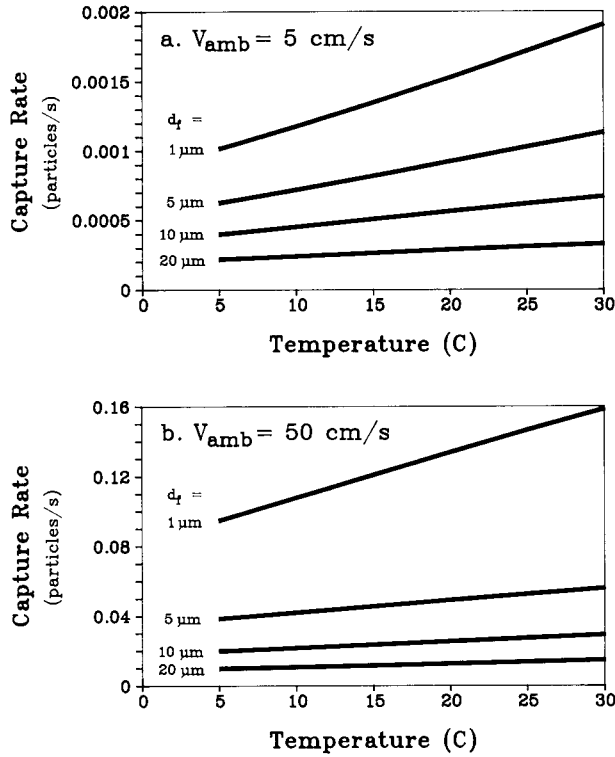 a. Vamb = 5 cm/s
Capture Rate
(particles/s)
0.002
0.0015
0.001
0.0005
0
df =
1 µm
5 µm
10 µm
20 µm
0 5 10 15 20 25 30
Temperature (C)
b. Vamb = 50 cm/s
Capture Rate
(particles/s)
0.16
0.12
0.08
0.04
0
df =
1 µm
5 µm
10 µm
20 µm
0 5 10 15 20 25 30
Temperature (C)